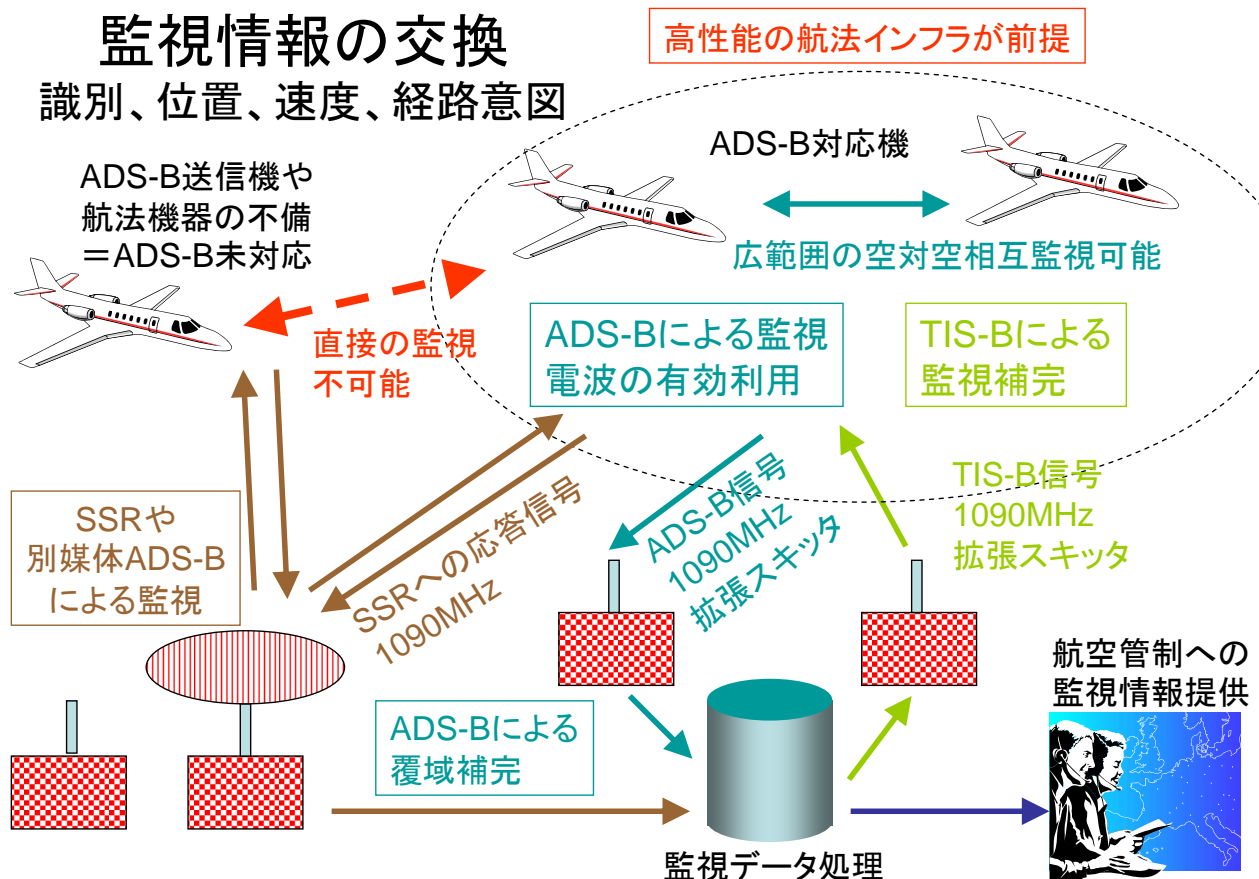 監視情報の交換
識別、位置、速度、経路意図
高性能の航法インフラが前提
ADS-B対応機
ADS-B送信機や
航法機器の不備
＝ADS-B未対応
広範囲の空対空相互監視可能
直接の監視
不可能
ADS-Bによる監視
電波の有効利用
TIS-Bによる
監視補完
SSRや
別媒体ADS-B
による監視
SSRへの応答信号
1090MHz
ADS-B信号
1090MHz
拡張スキッタ
TIS-B信号
1090MHz
拡張スキッタ
航空管制への
監視情報提供
ADS-Bによる
覆域補完
監視データ処理